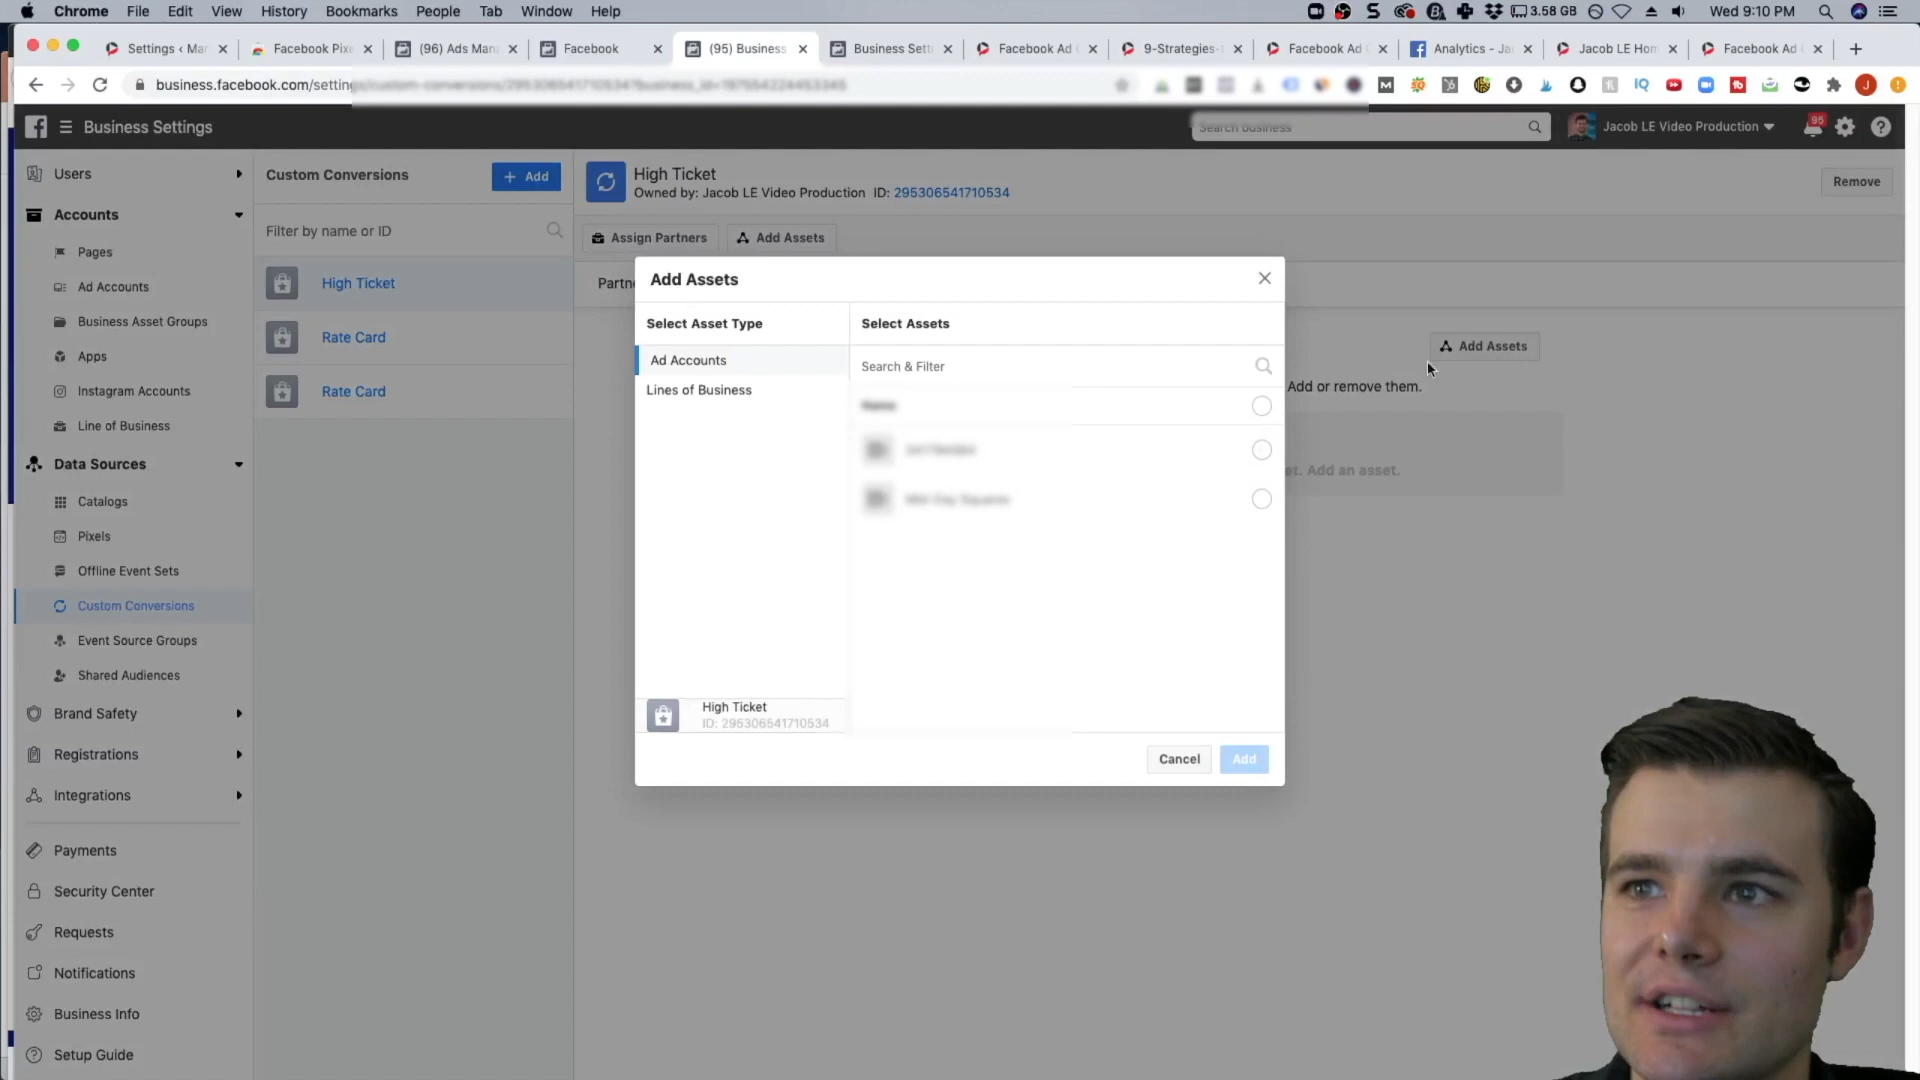 Chrome File Edit View History Bookmarks People Tab Window Help 3.58 GB Wed 9:10 PM
Settings ‹ Mar Facebook Pixe (96) Ads Man Facebook (95) Business Business Sett Facebook Ad 9-Strategies- Facebook Ad Analytics - Ja Jacob LE Hom Facebook Ad
business.facebook.com/settings/custom-conversions/295306541710534?business_id=
Business Settings
Search business
Jacob LE Video Production
95
Users
Accounts
Pages
Ad Accounts
Business Asset Groups
Apps
Instagram Accounts
Line of Business
Data Sources
Catalogs
Pixels
Offline Event Sets
Custom Conversions
Event Source Groups
Shared Audiences
Brand Safety
Registrations
Integrations
Payments
Security Center
Requests
Notifications
Business Info
Setup Guide
Custom Conversions
+ Add
Filter by name or ID
High Ticket
Rate Card
Rate Card
High Ticket
Owned by: Jacob LE Video Production ID: 295306541710534
Remove
Assign Partners
Add Assets
Partne
Add Assets
Add or remove them.
et. Add an asset.
Add Assets
Select Asset Type
Ad Accounts
Lines of Business
Select Assets
Search & Filter
Name
High Ticket
ID: 295306541710534
Cancel
Add